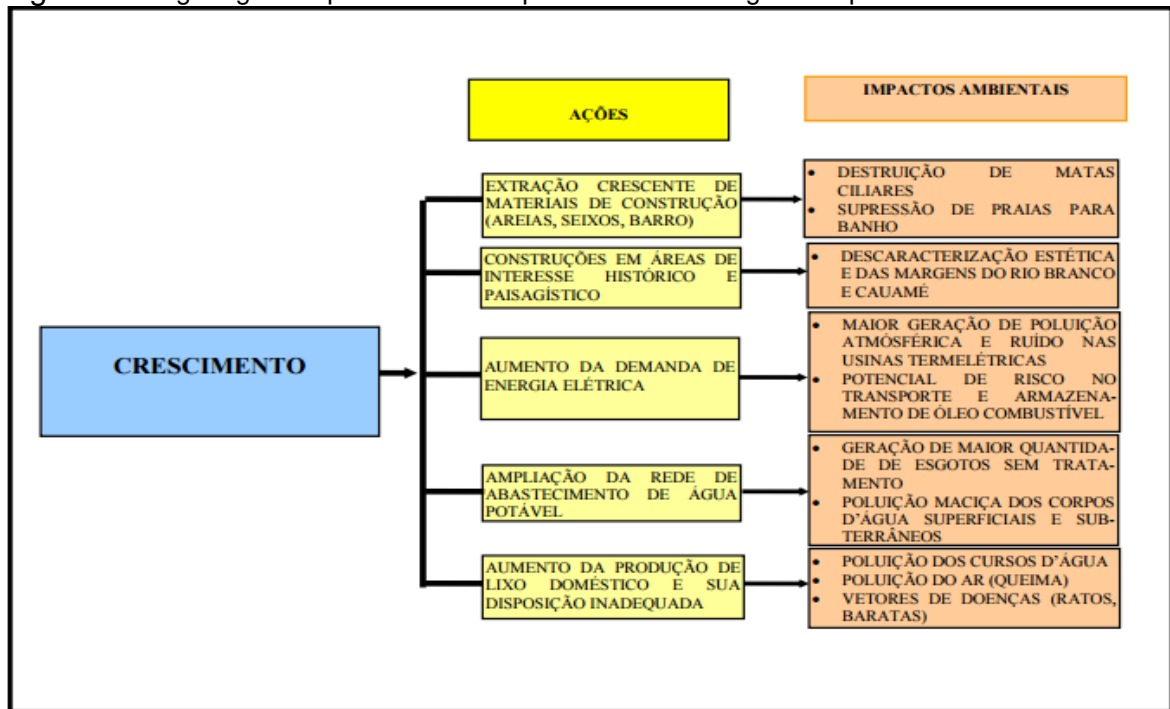 AÇÕES
IMPACTOS AMBIENTAIS
CRESCIMENTO
EXTRAÇÃO CRESCENTE DE
MATERIAIS DE CONSTRUÇÃO
(AREIAS, SEIXOS, BARRO)
• DESTRUIÇÃO DE MATAS
CILIARES
• SUPRESSÃO DE PRAIAS PARA
BANHO
CONSTRUÇÕES EM ÁREAS DE
INTERESSE HISTÓRICO E
PAISAGÍSTICO
• DESCARACTERIZAÇÃO ESTÉTICA
E DAS MARGENS DO RIO BRANCO
E CAUAMÉ
AUMENTO DA DEMANDA DE
ENERGIA ELÉTRICA
• MAIOR GERAÇÃO DE POLUIÇÃO
ATMÓSFÉRICA E RUÍDO NAS
USINAS TERMELÉTRICAS
• POTENCIAL DE RISCO NO
TRANSPORTE E ARMAZENA-
MENTO DE ÓLEO COMBUSTÍVEL
AMPLIAÇÃO DA REDE DE
ABASTECIMENTO DE ÁGUA
POTÁVEL
• GERAÇÃO DE MAIOR QUANTIDA-
DE DE ESGOTOS SEM TRATA-
MENTO
• POLUIÇÃO MACIÇA DOS CORPOS
D'ÁGUA SUPERFICIAIS E SUB-
TERRÂNEOS
AUMENTO DA PRODUÇÃO DE
LIXO DOMÉSTICO E SUA
DISPOSIÇÃO INADEQUADA
• POLUIÇÃO DOS CURSOS D'ÁGUA
• POLUIÇÃO DO AR (QUEIMA)
• VETORES DE DOENÇAS (RATOS,
BARATAS)